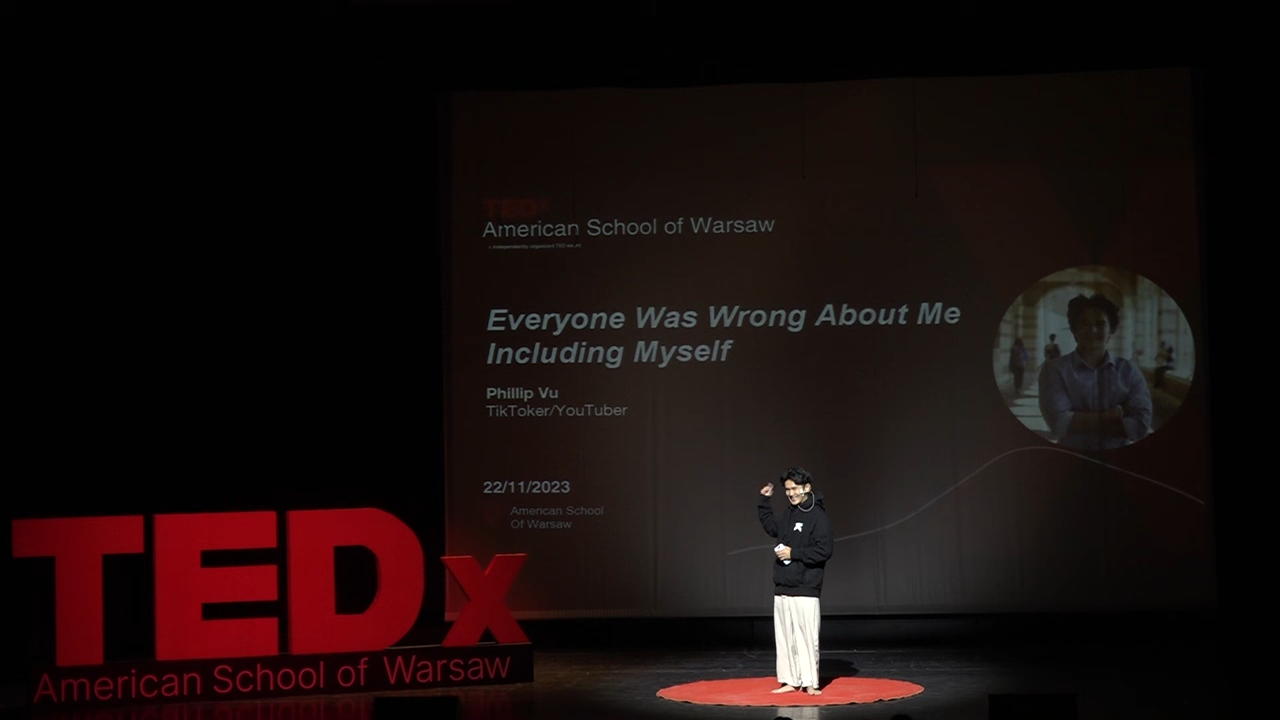 TEDx
American School of Warsaw
Everyone Was Wrong About Me
Including Myself
Phillip Vu
TikToker/YouTuber
22/11/2023
American School
Of Warsaw
TEDx
American School of Warsaw